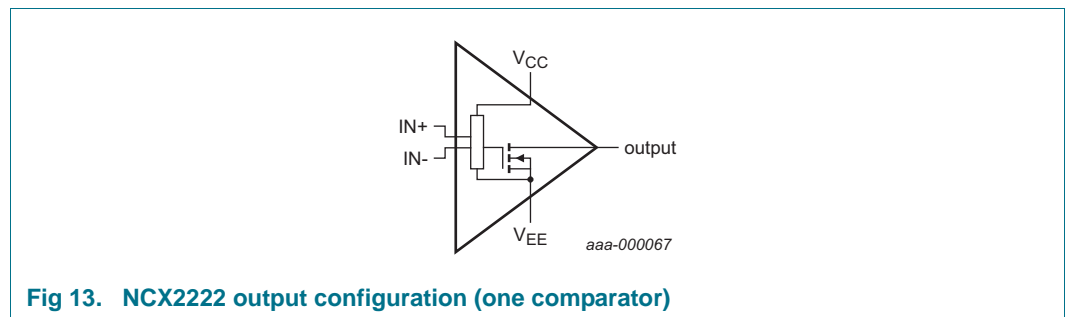 VCC
IN+
IN-
output
VEE
aaa-000067
Fig 13. NCX2222 output configuration (one comparator)